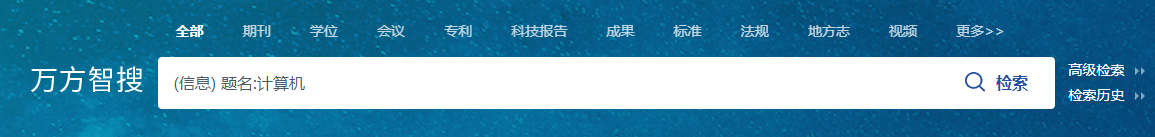 全部 期刊 学位 会议 专利 科技报告 成果 标准 法规 地方志 视频 更多>>
万方智搜 (信息) 题名:计算机 检索
高级检索
检索历史